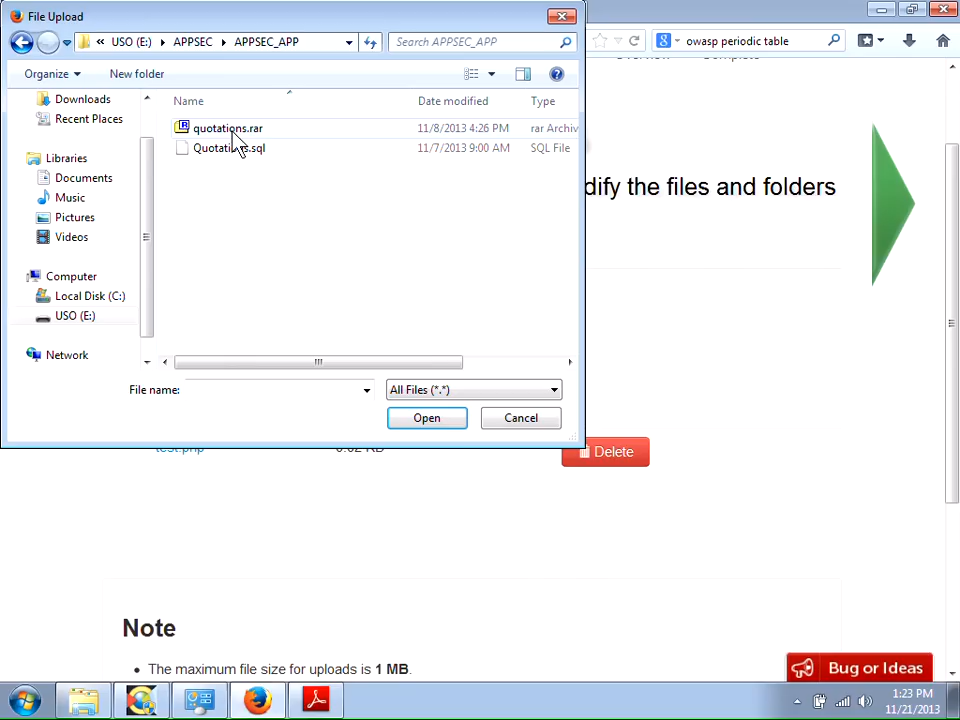 File Upload
« USO (E:) APPSEC APPSEC_APP
Search APPSEC_APP
owasp periodic table
Organize
New folder
Name
Date modified
Type
Downloads
Recent Places
Libraries
Documents
Music
Pictures
Videos
Computer
Local Disk (C:)
USO (E:)
Network
quotations.rar 11/8/2013 4:26 PM rar Archiv
Quotations.sql 11/7/2013 9:00 AM SQL File
dify the files and folders
File name:
All Files (*.*)
Open
Cancel
Delete
Note
• The maximum file size for uploads is 1 MB.
Bug or Ideas
1:23 PM
11/21/2013